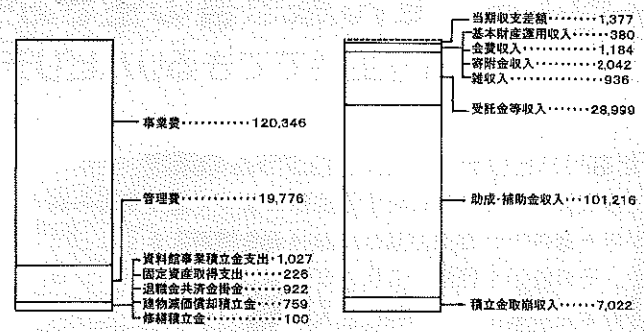 事業費 120,346
管理費 19,776
資料館事業積立金支出 1,027
固定資産取得支出 226
退職金共済金掛金 922
建物減価償却積立金 759
修繕積立金 100
当期収支差額 1,377
基本財産運用収入 380
会費収入 1,184
寄附金収入 2,042
雑収入 936
受託金等収入 28,999
助成・補助金収入 101,216
積立金取崩収入 7,022